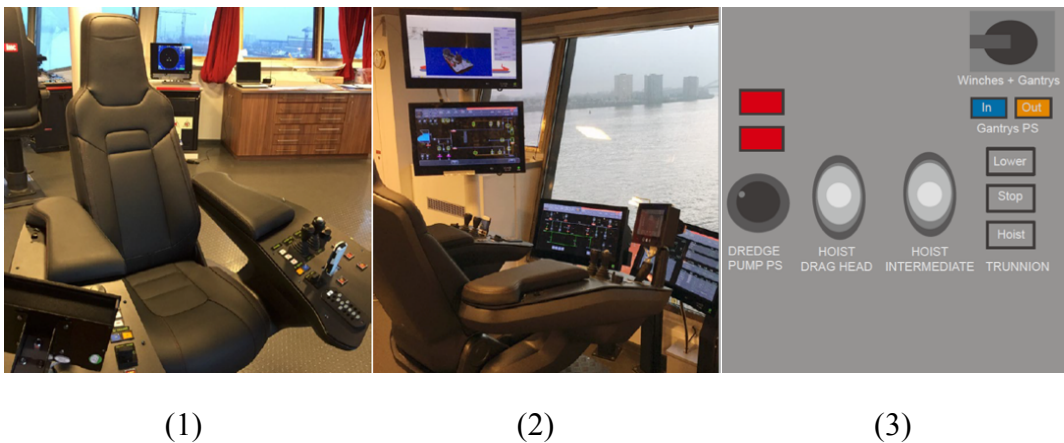 Winches + Gantrys
In Out
Gantrys PS
Lower
Stop
Hoist
DREDGE
PUMP PS
HOIST
DRAG HEAD
HOIST
INTERMEDIATE
TRUNNION
(1) (2) (3)